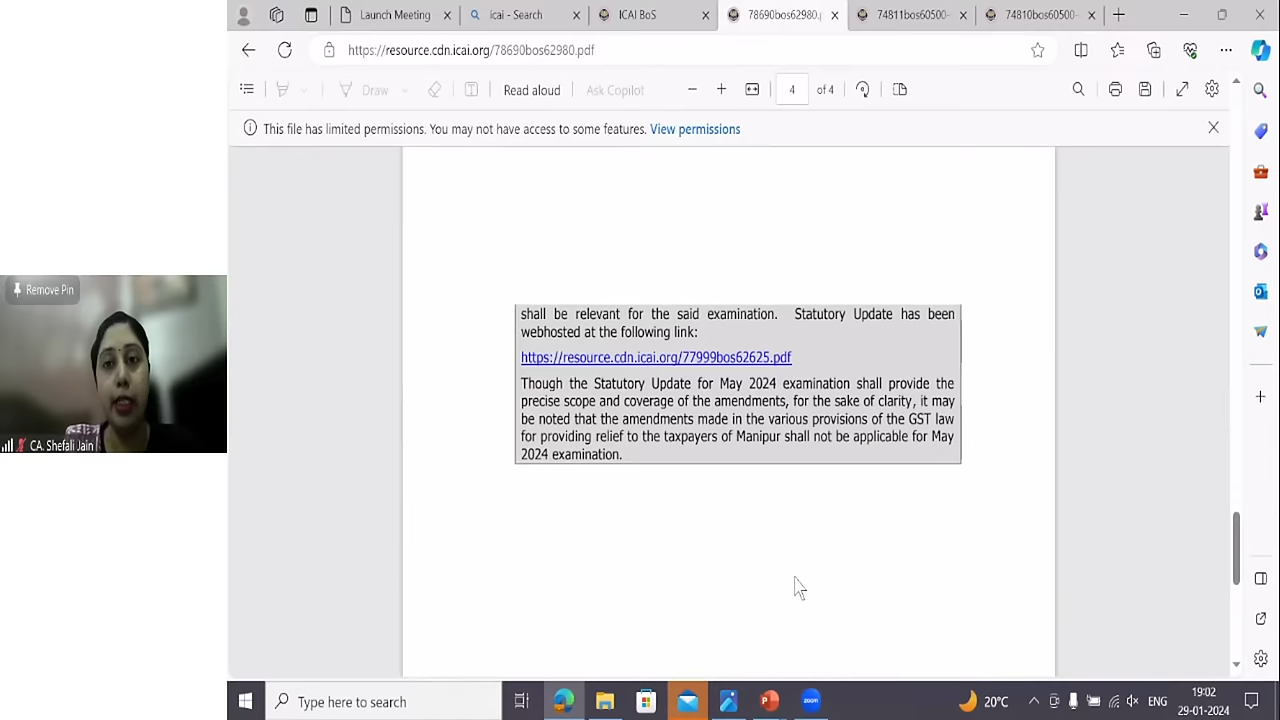 Launch Meeting
icai - Search
ICAI BoS
78690bos62980.p
74811bos60500-
74810bos60500-
https://resource.cdn.icai.org/78690bos62980.pdf
Draw
Read aloud
Ask Copilot
4
of 4
This file has limited permissions. You may not have access to some features. View permissions
shall be relevant for the said examination. Statutory Update has been
webhosted at the following link:
https://resource.cdn.icai.org/77999bos62625.pdf
Though the Statutory Update for May 2024 examination shall provide the
precise scope and coverage of the amendments, for the sake of clarity, it may
be noted that the amendments made in the various provisions of the GST law
for providing relief to the taxpayers of Manipur shall not be applicable for May
2024 examination.
Remove Pin
CA. Shefali Jain
Type here to search
zoom
20°C
ENG
19:02
29-01-2024